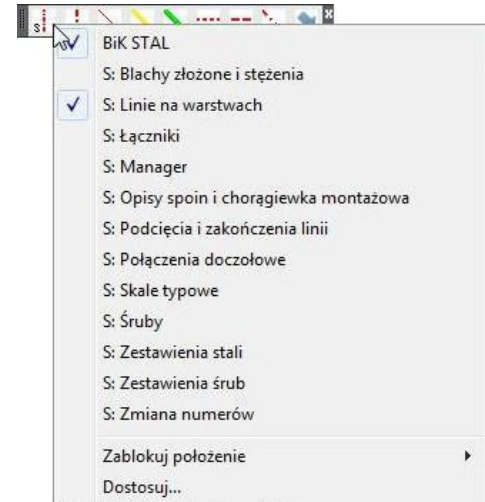 s
BiK STAL
S: Blachy złożone i stężenia
S: Linie na warstwach
S: Łączniki
S: Manager
S: Opisy spoin i chorągiewka montażowa
S: Podcięcia i zakończenia linii
S: Połączenia doczołowe
S: Skale typowe
S: Śruby
S: Zestawienia stali
S: Zestawienia śrub
S: Zmiana numerów
Zablokuj położenie
Dostosuj...